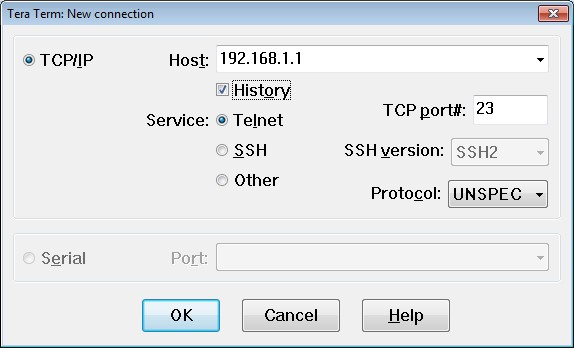 Tera Term: New connection
TCP/IP Host: 192.168.1.1
History
Service: Telnet TCP port#: 23
SSH SSH version: SSH2
Other Protocol: UNSPEC
Serial Port:
OK Cancel Help